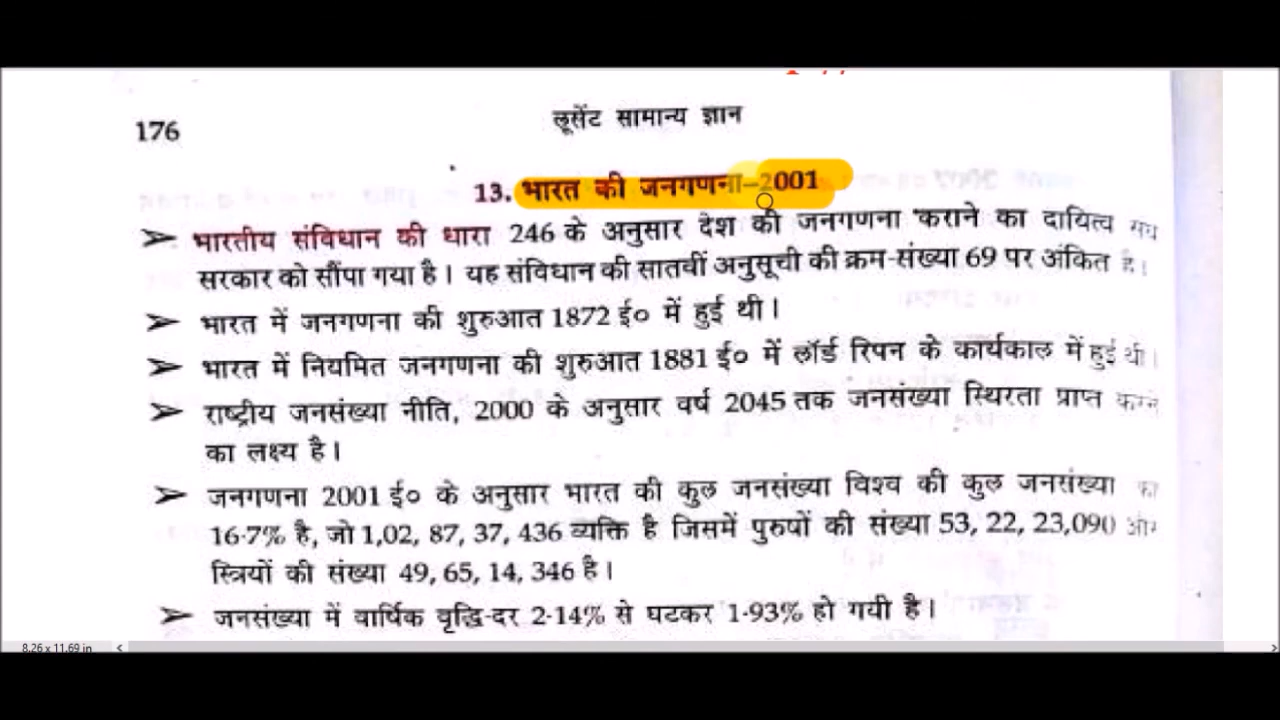 176
लूसेंट सामान्य ज्ञान
13. भारत की जनगणना–2001
➢ भारतीय संविधान की धारा 246 के अनुसार देश की जनगणना कराने का दायित्व संघ
सरकार को सौंपा गया है। यह संविधान की सातवीं अनुसूची की क्रम-संख्या 69 पर अंकित है।
➢ भारत में जनगणना की शुरुआत 1872 ई० में हुई थी।
➢ भारत में नियमित जनगणना की शुरुआत 1881 ई० में लॉर्ड रिपन के कार्यकाल में हुई थी।
➢ राष्ट्रीय जनसंख्या नीति, 2000 के अनुसार वर्ष 2045 तक जनसंख्या स्थिरता प्राप्त करने
का लक्ष्य है।
➢ जनगणना 2001 ई० के अनुसार भारत की कुल जनसंख्या विश्व की कुल जनसंख्या का
16·7% है, जो 1,02, 87, 37, 436 व्यक्ति है जिसमें पुरुषों की संख्या 53, 22, 23,090 और
स्त्रियों की संख्या 49, 65, 14, 346 है।
➢ जनसंख्या में वार्षिक वृद्धि-दर 2·14% से घटकर 1·93% हो गयी है।
8.26 x 11.69 in